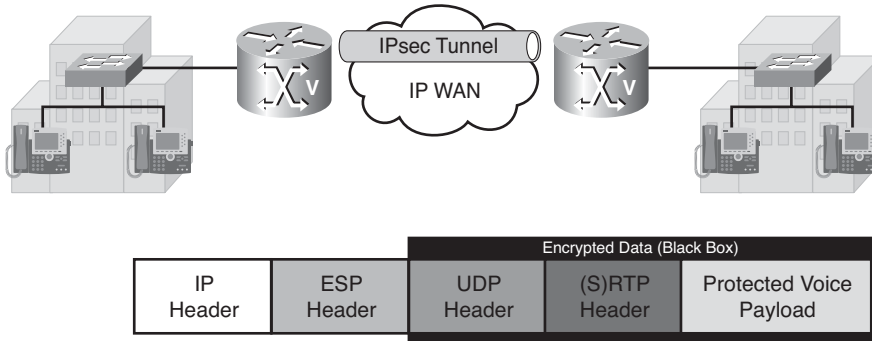 IPsec Tunnel
IP WAN
V
V
Encrypted Data (Black Box)
IP
Header
ESP
Header
UDP
Header
(S)RTP
Header
Protected Voice
Payload